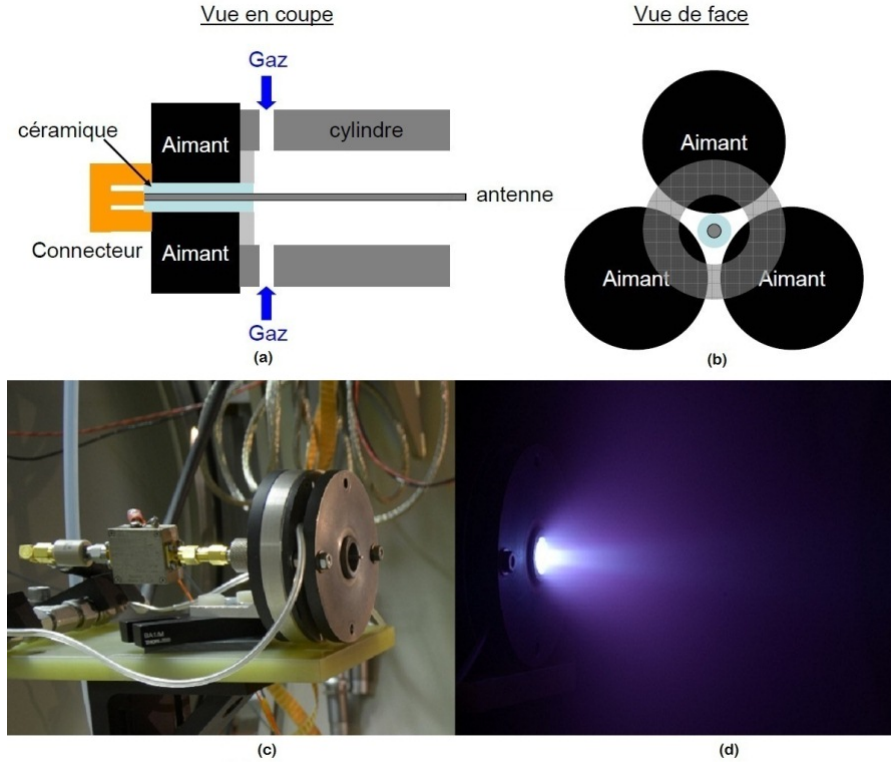 Vue en coupe
Vue de face
Gaz
céramique
Aimant
cylindre
antenne
Connecteur
Aimant
Gaz
(a)
Aimant
Aimant
Aimant
(b)
(c)
(d)